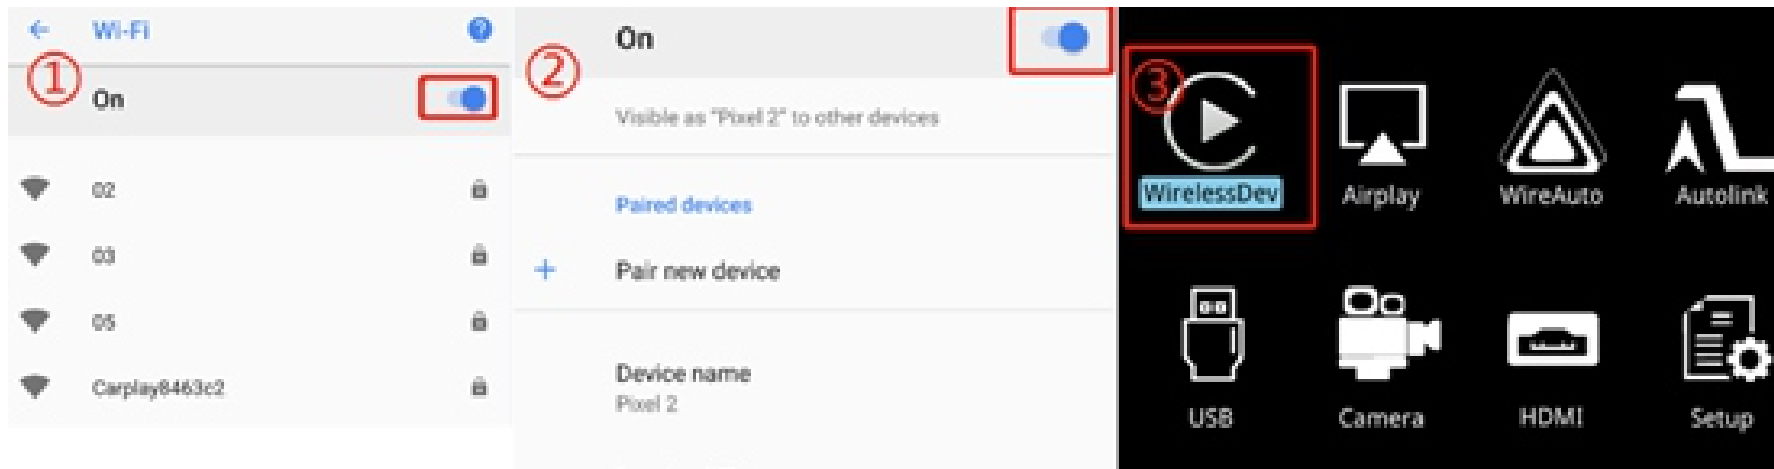 Wi-Fi
①
On
02
03
05
Carplay8463c2
②
On
Visible as "Pixel 2" to other devices
Paired devices
Pair new device
Device name
Pixel 2
③
WirelessDev
Airplay
WireAuto
Autolink
USB
Camera
HDMI
Setup